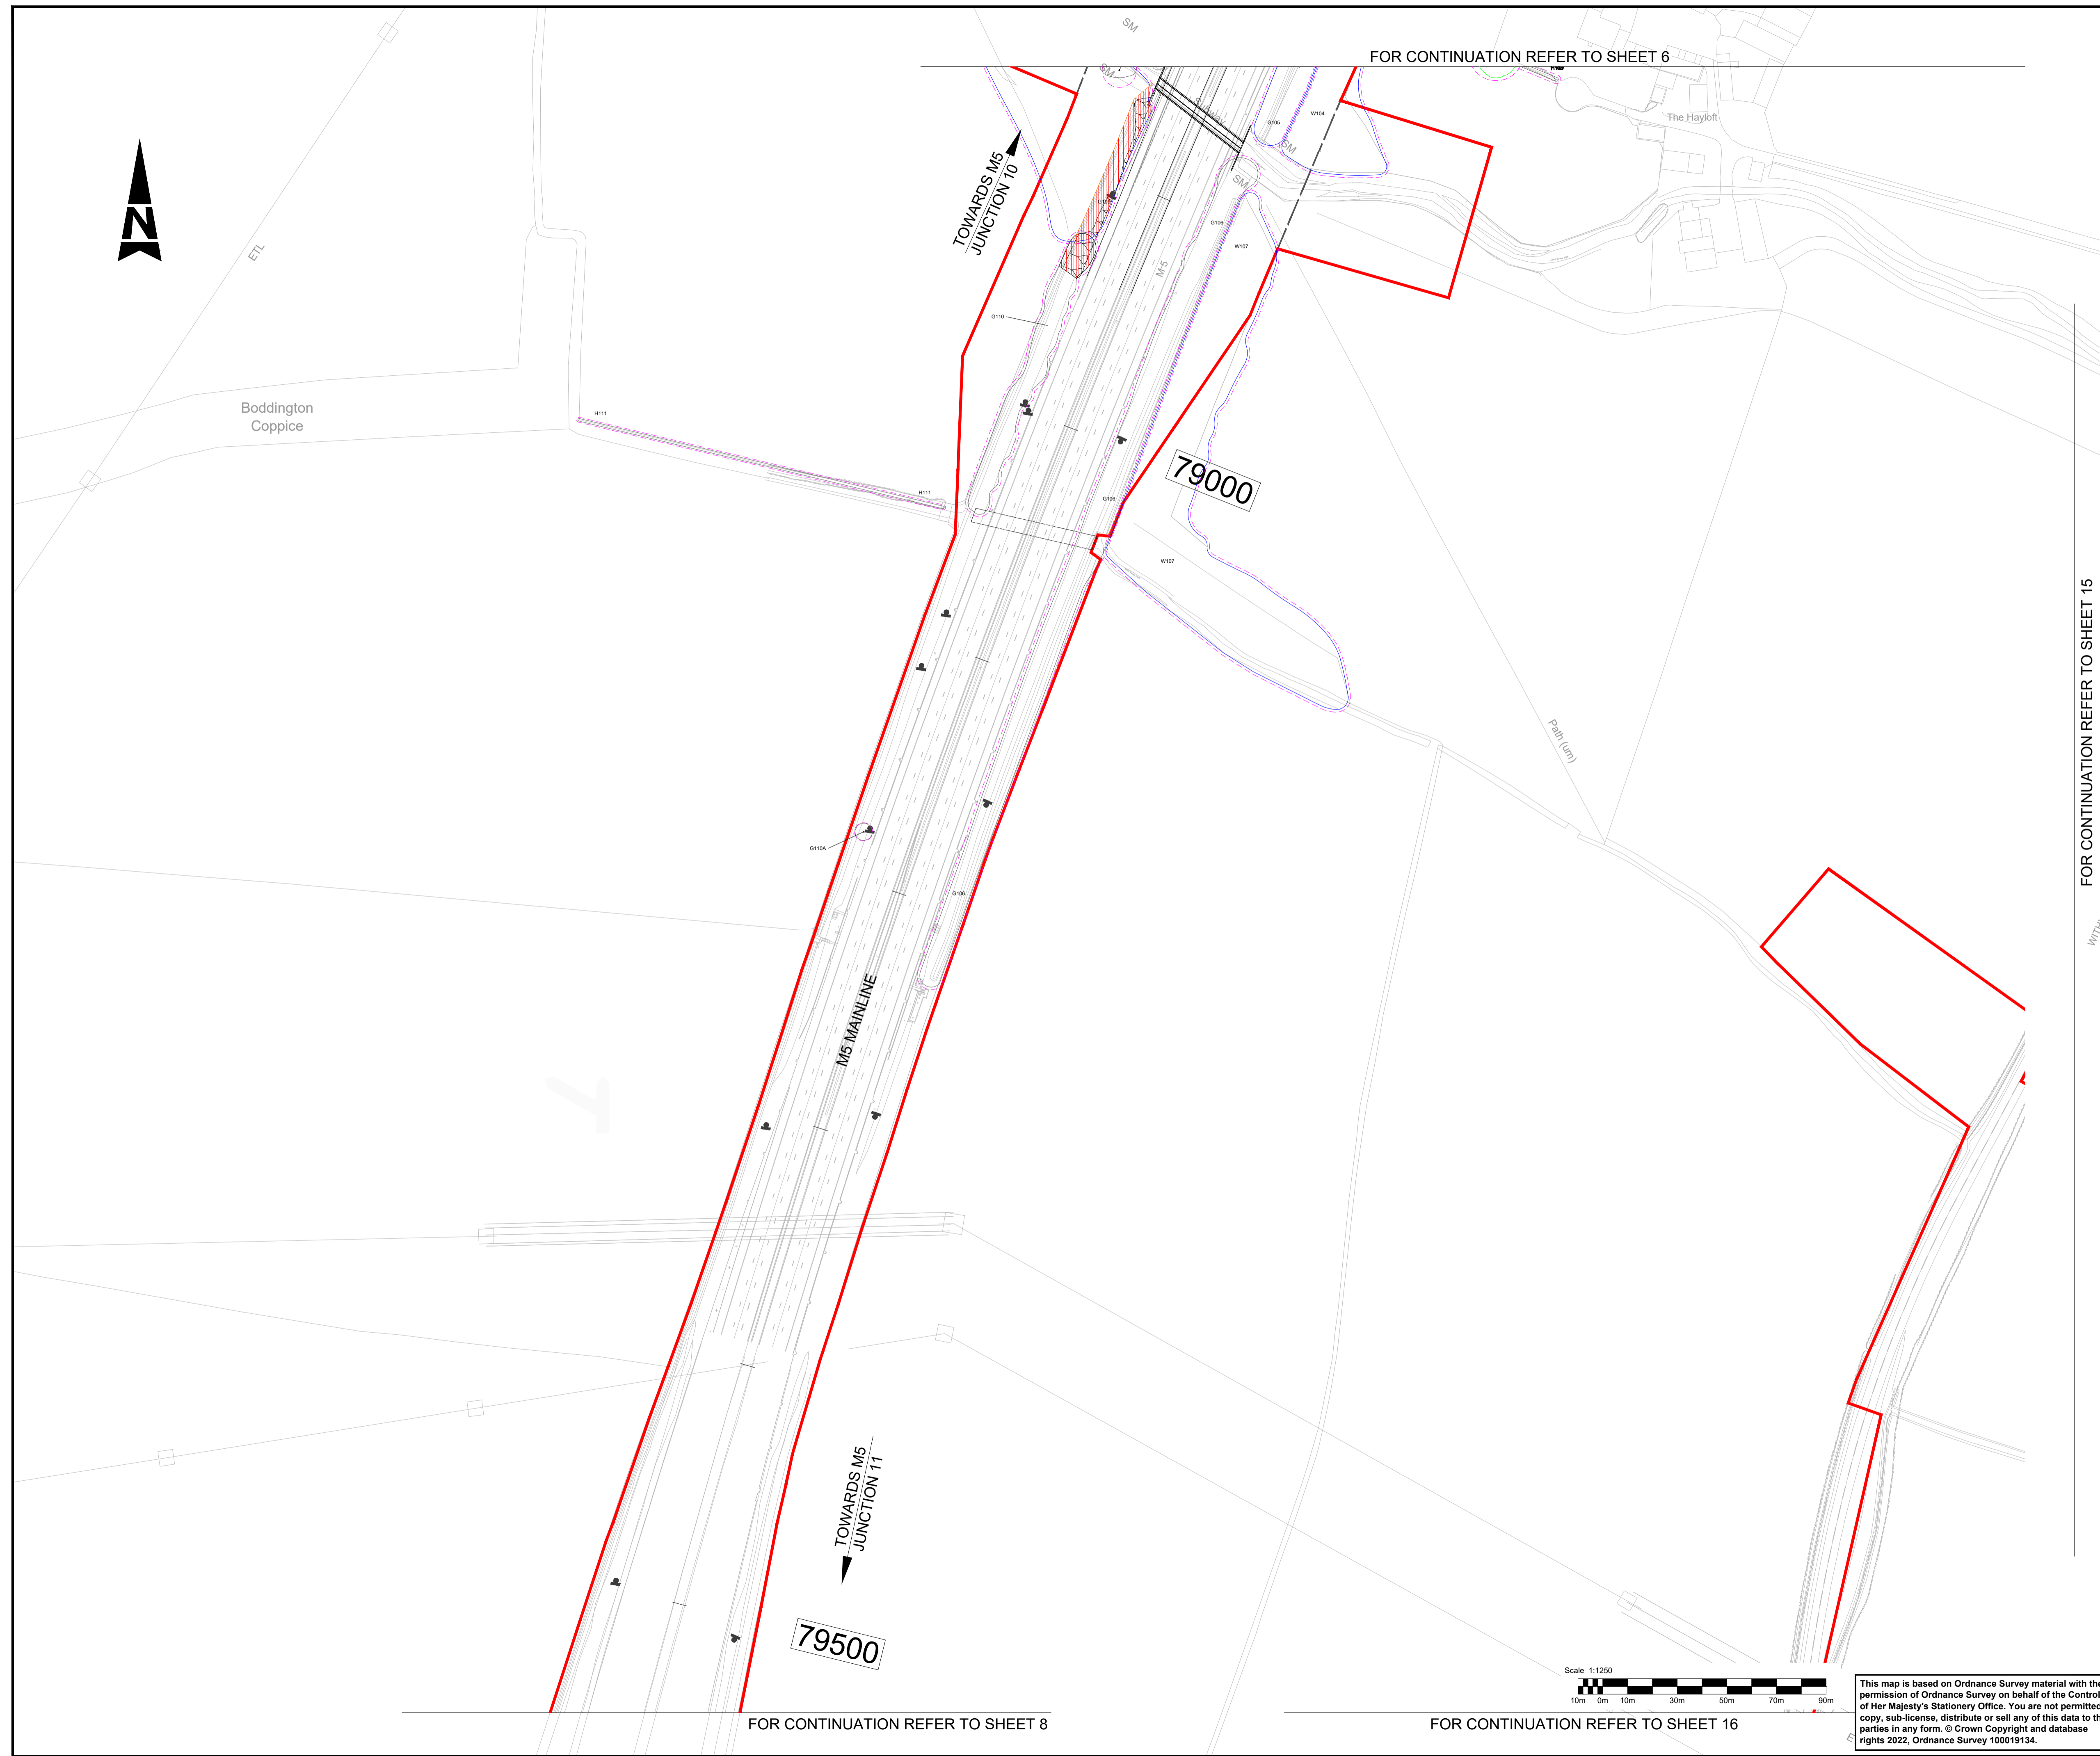 SM
FOR CONTINUATION REFER TO SHEET 6
SM
Subway
G105
W104
SM
The Hayloft
N
TOWARDS M5
JUNCTION 10
SM
G106
W107
ETL
M 5
G110
Boddington
Coppice
H111
H111
79000
G106
W107
FOR CONTINUATION REFER TO SHEET 15
Path (um)
G110A
G106
M5 MAINLINE
TOWARDS M5
JUNCTION 11
79500
Scale 1:1250
10m 0m 10m 30m 50m 70m 90m
This map is based on Ordnance Survey material with the
permission of Ordnance Survey on behalf of the Control
of Her Majesty's Stationery Office. You are not permitted
copy, sub-license, distribute or sell any of this data to th
parties in any form. © Crown Copyright and database
rights 2022, Ordnance Survey 100019134.
FOR CONTINUATION REFER TO SHEET 8
FOR CONTINUATION REFER TO SHEET 16